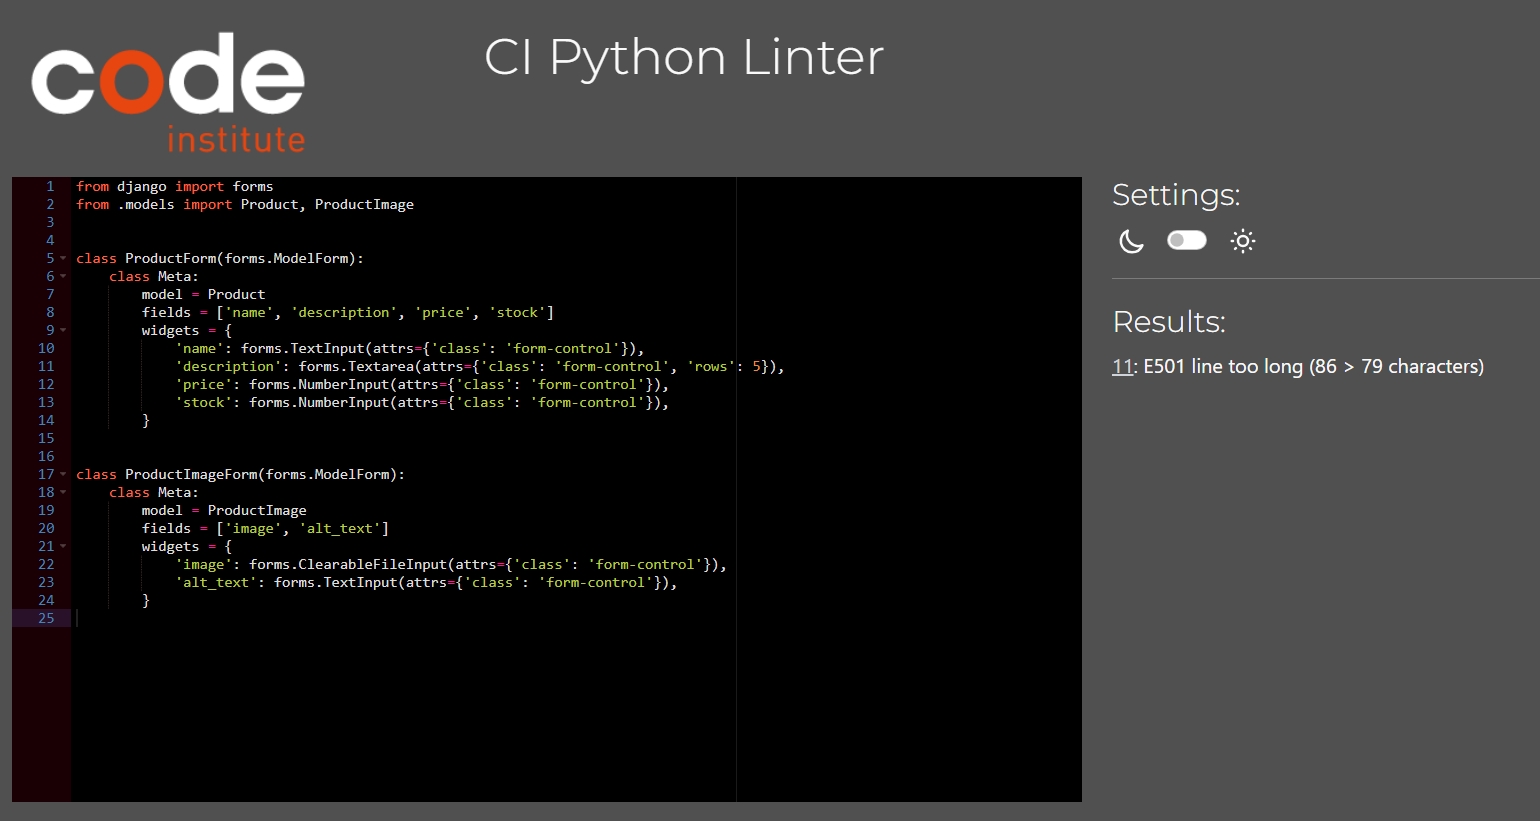 code
institute
CI Python Linter
1 from django import forms
2 from .models import Product, ProductImage
3
4
5 class ProductForm(forms.ModelForm):
6     class Meta:
7         model = Product
8         fields = ['name', 'description', 'price', 'stock']
9         widgets = {
10             'name': forms.TextInput(attrs={'class': 'form-control'}),
11             'description': forms.Textarea(attrs={'class': 'form-control', 'rows': 5}),
12             'price': forms.NumberInput(attrs={'class': 'form-control'}),
13             'stock': forms.NumberInput(attrs={'class': 'form-control'}),
14         }
15
16
17 class ProductImageForm(forms.ModelForm):
18     class Meta:
19         model = ProductImage
20         fields = ['image', 'alt_text']
21         widgets = {
22             'image': forms.ClearableFileInput(attrs={'class': 'form-control'}),
23             'alt_text': forms.TextInput(attrs={'class': 'form-control'}),
24         }
25
Settings:
Results:
11: E501 line too long (86 > 79 characters)